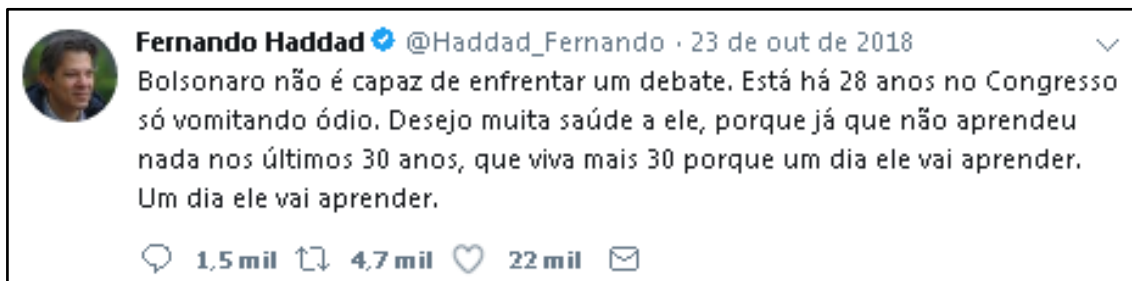 Fernando Haddad @Haddad_Fernando · 23 de out de 2018
Bolsonaro não é capaz de enfrentar um debate. Está há 28 anos no Congresso
só vomitando ódio. Desejo muita saúde a ele, porque já que não aprendeu
nada nos últimos 30 anos, que viva mais 30 porque um dia ele vai aprender.
Um dia ele vai aprender.
1,5 mil 4,7 mil 22 mil